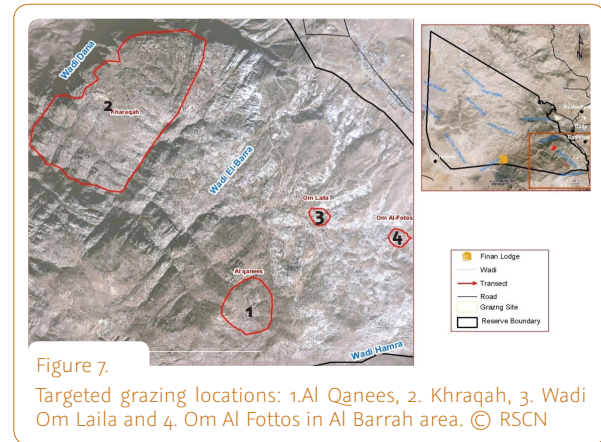 Wadi Dana
2
Kharaqah
Wadi El-Barra
Om Laila
3
Om Al-Fotos
4
Al qanees
1
Wadi Hamra
N
Finan Lodge
Wadi
Transect
Road
Grazng Site
Reserve Boundary
Figure 7.
Targeted grazing locations: 1.Al Qanees, 2. Khraqah, 3. Wadi
Om Laila and 4. Om Al Fottos in Al Barrah area. © RSCN